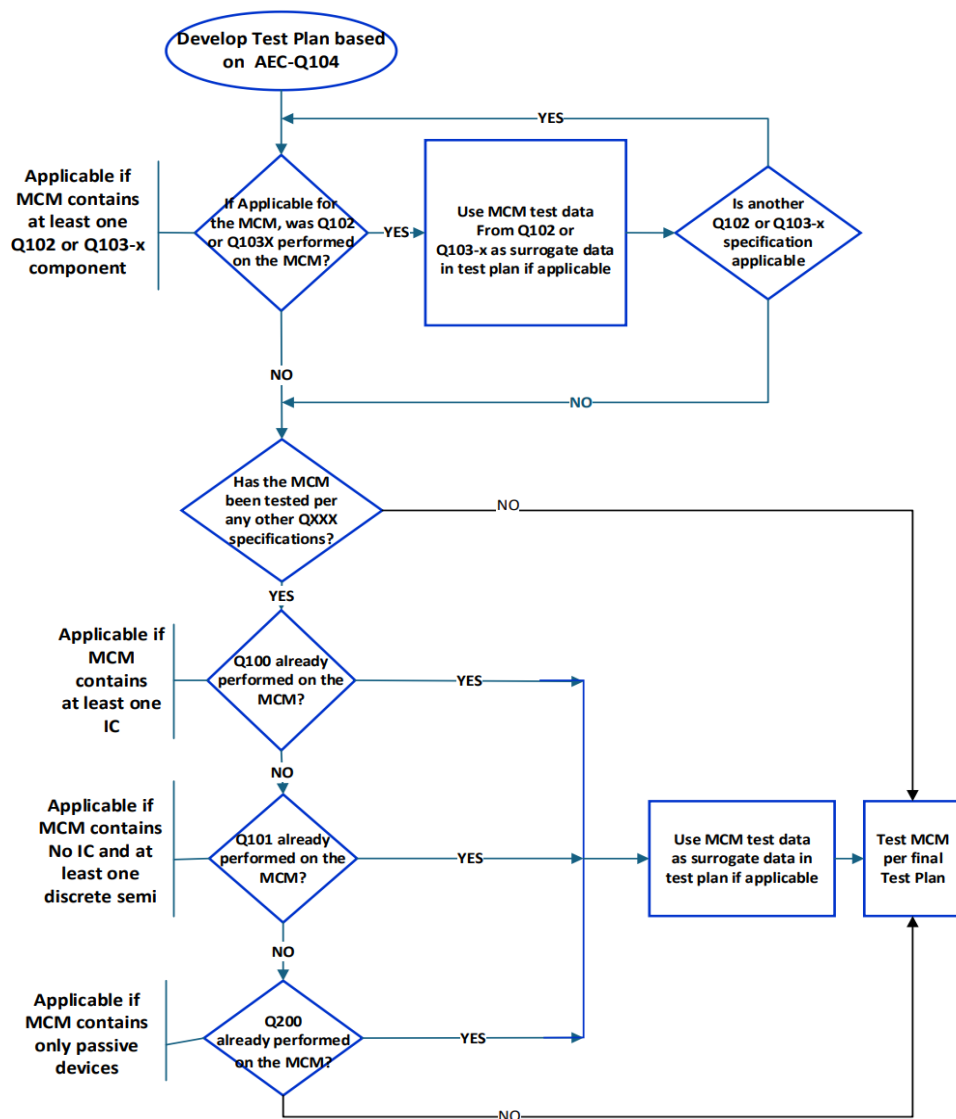 Develop Test Plan based
on AEC-Q104
YES
Applicable if
MCM contains
at least one
Q102 or Q103-x
component
If Applicable for
the MCM, was Q102
or Q103X performed
on the MCM?
YES
Use MCM test data
From Q102 or
Q103-x as surrogate data
in test plan if applicable
Is another
Q102 or Q103-x
specification
applicable
NO
NO
Has the MCM
been tested per
any other QXXX
specifications?
NO
YES
Applicable if
MCM
contains
at least one
IC
Q100 already
performed on the
MCM?
YES
NO
Applicable if
MCM contains
No IC and at
least one
discrete semi
Q101 already
performed on the
MCM?
YES
Use MCM test data
as surrogate data in
test plan if applicable
Test MCM
per final
Test Plan
NO
Applicable if
MCM contains
only passive
devices
Q200
already performed
on the MCM?
YES
NO